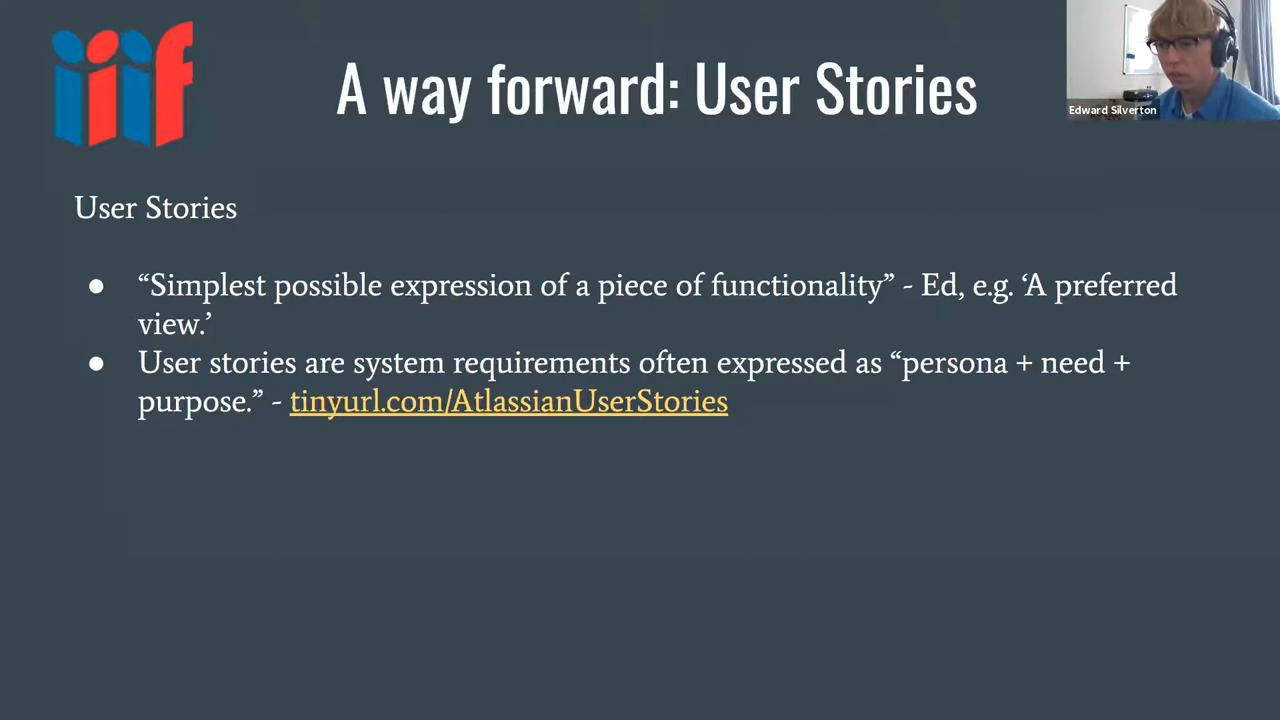 iiif
A way forward: User Stories
Edward Silverton
User Stories
● “Simplest possible expression of a piece of functionality” - Ed, e.g. ‘A preferred
view.’
● User stories are system requirements often expressed as “persona + need +
purpose.” - tinyurl.com/AtlassianUserStories